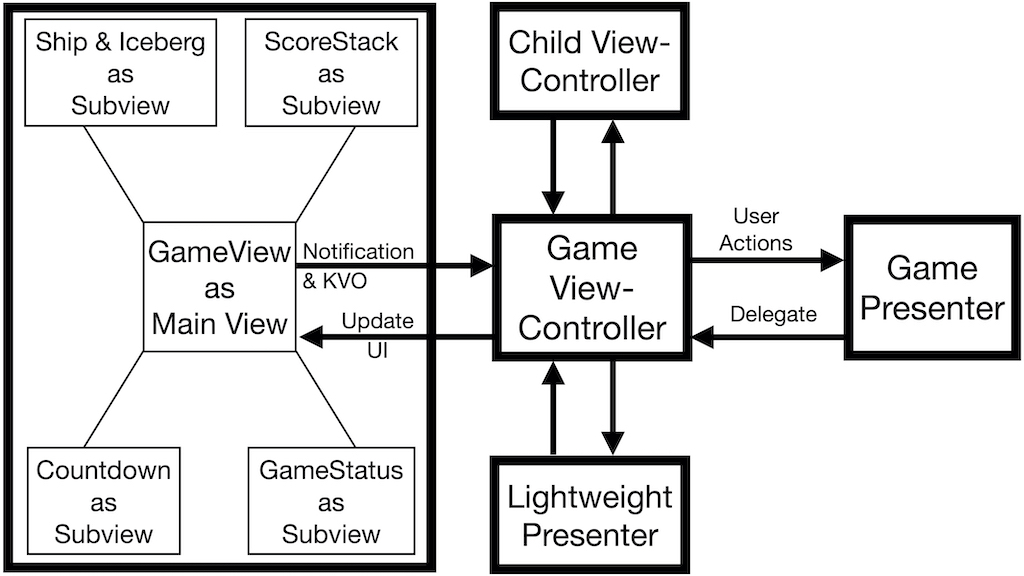 Ship & Iceberg
as
Subview
ScoreStack
as
Subview
Child View-
Controller
GameView
as
Main View
Notification
& KVO
Update
UI
Game
View-
Controller
User
Actions
Delegate
Game
Presenter
Countdown
as
Subview
GameStatus
as
Subview
Lightweight
Presenter